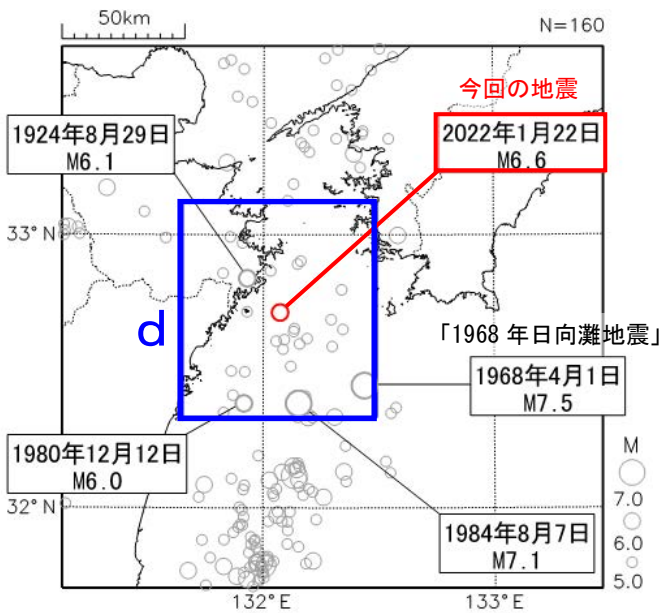 50km
N=160
今回の地震
1924年8月29日
M6.1
2022年1月22日
M6.6
33°N
d
「1968 年日向灘地震」
1968年4月1日
M7.5
1980年12月12日
M6.0
M
7.0
6.0
5.0
32°N
1984年8月7日
M7.1
132°E
133°E